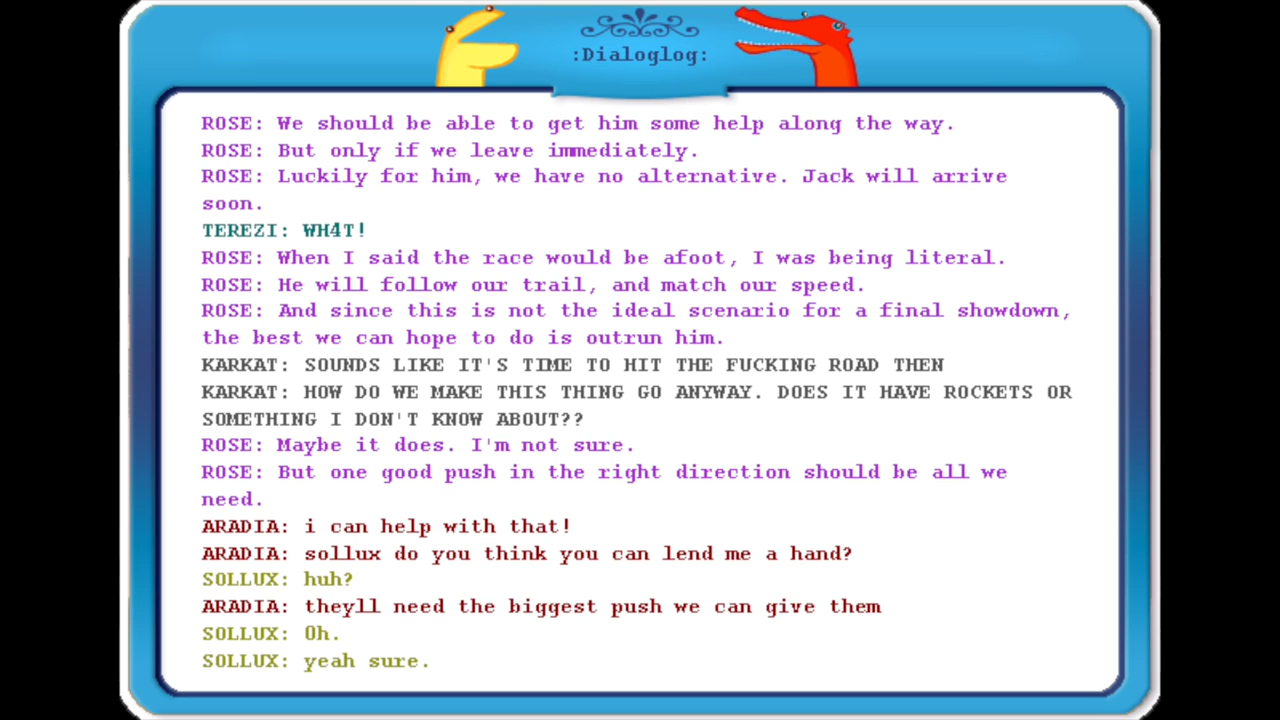 :Dialoglog:
ROSE: We should be able to get him some help along the way.
ROSE: But only if we leave immediately.
ROSE: Luckily for him, we have no alternative. Jack will arrive
soon.
TEREZI: WH4T!
ROSE: When I said the race would be afoot, I was being literal.
ROSE: He will follow our trail, and match our speed.
ROSE: And since this is not the ideal scenario for a final showdown,
the best we can hope to do is outrun him.
KARKAT: SOUNDS LIKE IT'S TIME TO HIT THE FUCKING ROAD THEN
KARKAT: HOW DO WE MAKE THIS THING GO ANYWAY. DOES IT HAVE ROCKETS OR
SOMETHING I DON'T KNOW ABOUT??
ROSE: Maybe it does. I'm not sure.
ROSE: But one good push in the right direction should be all we
need.
ARADIA: i can help with that!
ARADIA: sollux do you think you can lend me a hand?
SOLLUX: huh?
ARADIA: theyll need the biggest push we can give them
SOLLUX: 0h.
SOLLUX: yeah sure.